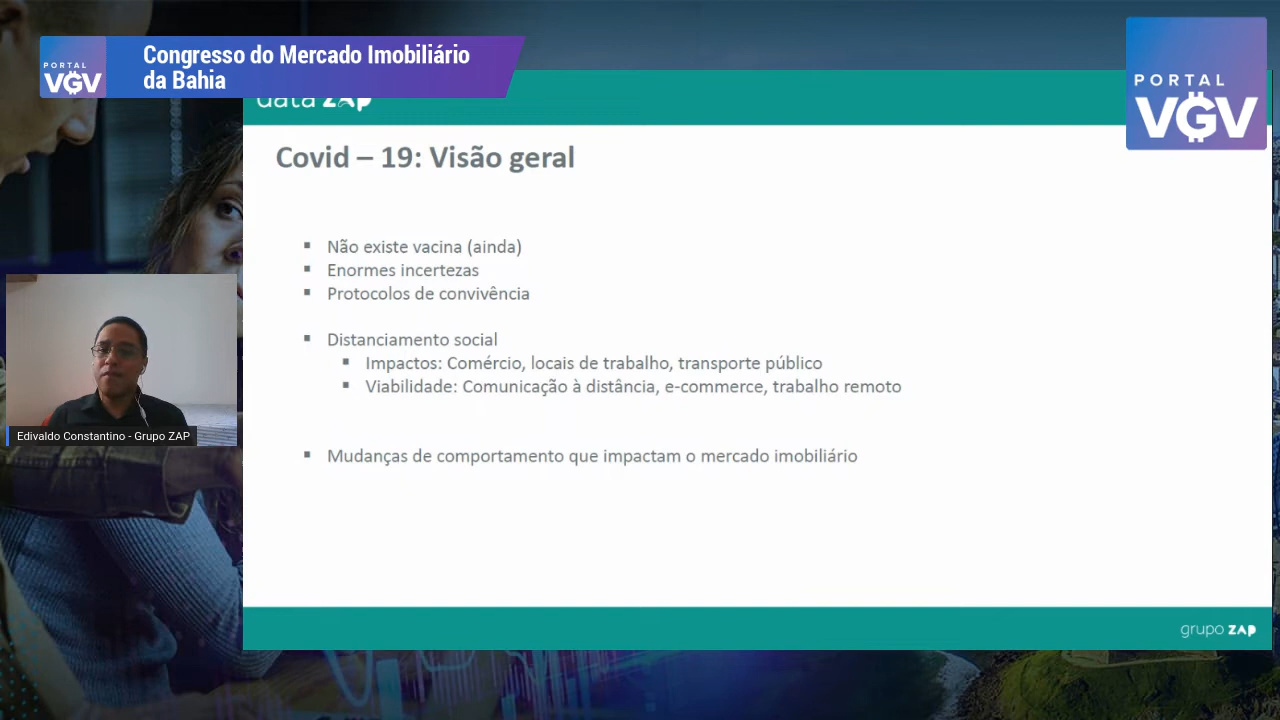 PORTAL
VGV
Congresso do Mercado Imobiliário
da Bahia
PORTAL
VGV
data ZAP
Covid – 19: Visão geral
Não existe vacina (ainda)
Enormes incertezas
Protocolos de convivência
Distanciamento social
Impactos: Comércio, locais de trabalho, transporte público
Viabilidade: Comunicação à distância, e-commerce, trabalho remoto
Edivaldo Constantino - Grupo ZAP
Mudanças de comportamento que impactam o mercado imobiliário
grupo ZAP